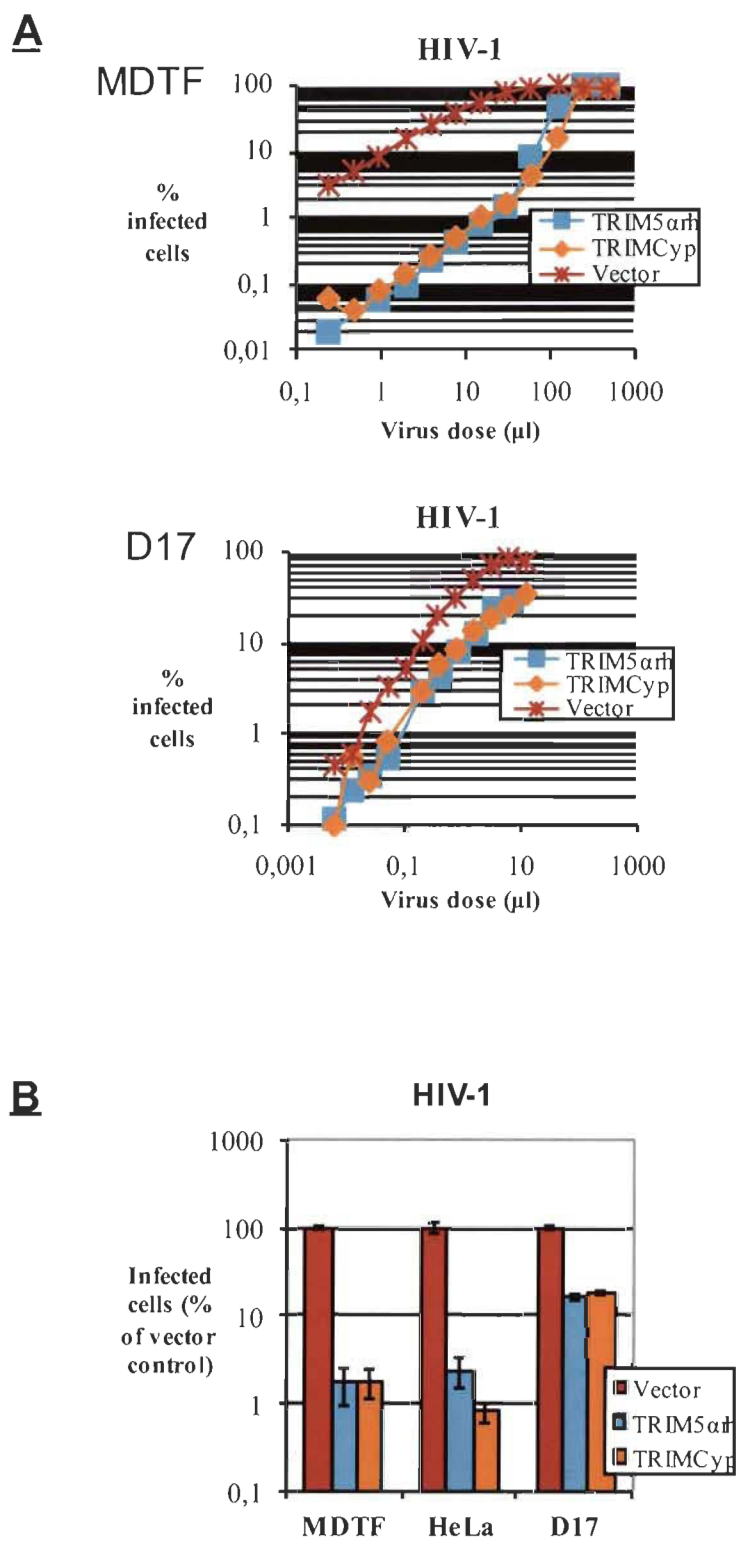 A
HIV-1
MDTF
100
10
1
0,1
0,01
%
infected
cells
TRIM5αrh
TRIMCyp
Vector
0,1 1 10 100 1000
Virus dose (µl)
HIV-1
D17
100
10
1
0,1
%
infected
cells
TRIM5αrh
TRIMCyp
Vector
0,001 0,1 10 1000
Virus dose (µl)
B
HIV-1
1000
100
10
1
0,1
Infected
cells (%
of vector
control)
Vector
TRIM5αrh
TRIMCyp
MDTF HeLa D17